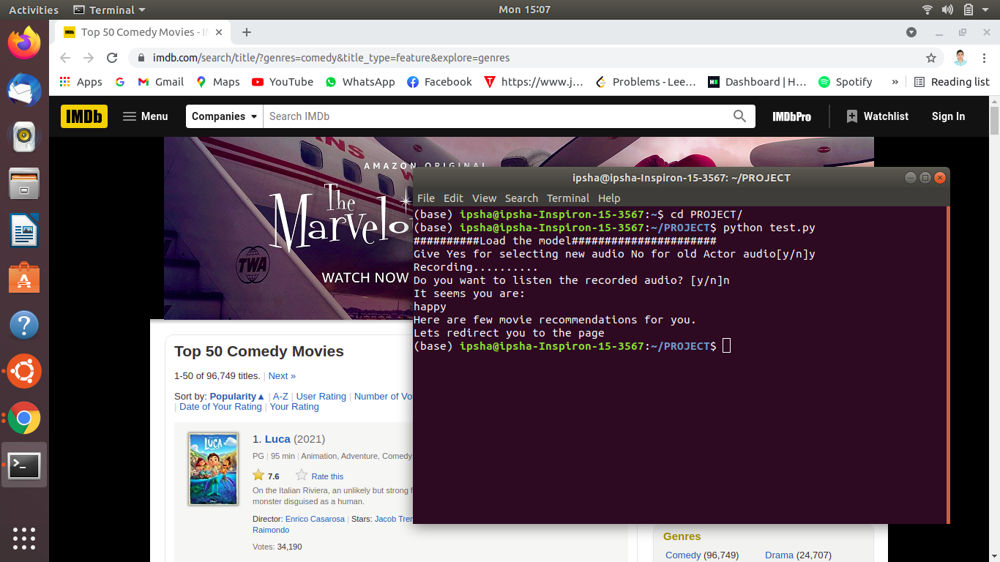 Activities Terminal Mon 15:07
Top 50 Comedy Movies - I
imdb.com/search/title/?genres=comedy&title_type=feature&explore=genres
Apps G Gmail Maps YouTube WhatsApp Facebook https://www.j... Problems - Lee... Dashboard | H... Spotify » Reading list
IMDb Menu Companies Search IMDb IMDbPro Watchlist Sign In
AMAZON ORIGINAL
The
Marvelo
TWA
WATCH NOW
ipsha@ipsha-Inspiron-15-3567: ~/PROJECT
File Edit View Search Terminal Help
(base) ipsha@ipsha-Inspiron-15-3567:~$ cd PROJECT/
(base) ipsha@ipsha-Inspiron-15-3567:~/PROJECT$ python test.py
##########Load the model######################
Give Yes for selecting new audio No for old Actor audio[y/n]y
Recording..........
Do you want to listen the recorded audio? [y/n]n
It seems you are:
happy
Here are few movie recommendations for you.
Lets redirect you to the page
(base) ipsha@ipsha-Inspiron-15-3567:~/PROJECT$
Top 50 Comedy Movies
1-50 of 96,749 titles. | Next »
Sort by: Popularity▲ | A-Z | User Rating | Number of Vo
| Date of Your Rating | Your Rating
LUCA
1. Luca (2021)
PG | 95 min | Animation, Adventure, Comedy
7.6 Rate this
On the Italian Riviera, an unlikely but strong f
monster disguised as a human.
Director: Enrico Casarosa | Stars: Jacob Trem
Raimondo
Votes: 34,190
Genres
Comedy (96,749) Drama (24,707)